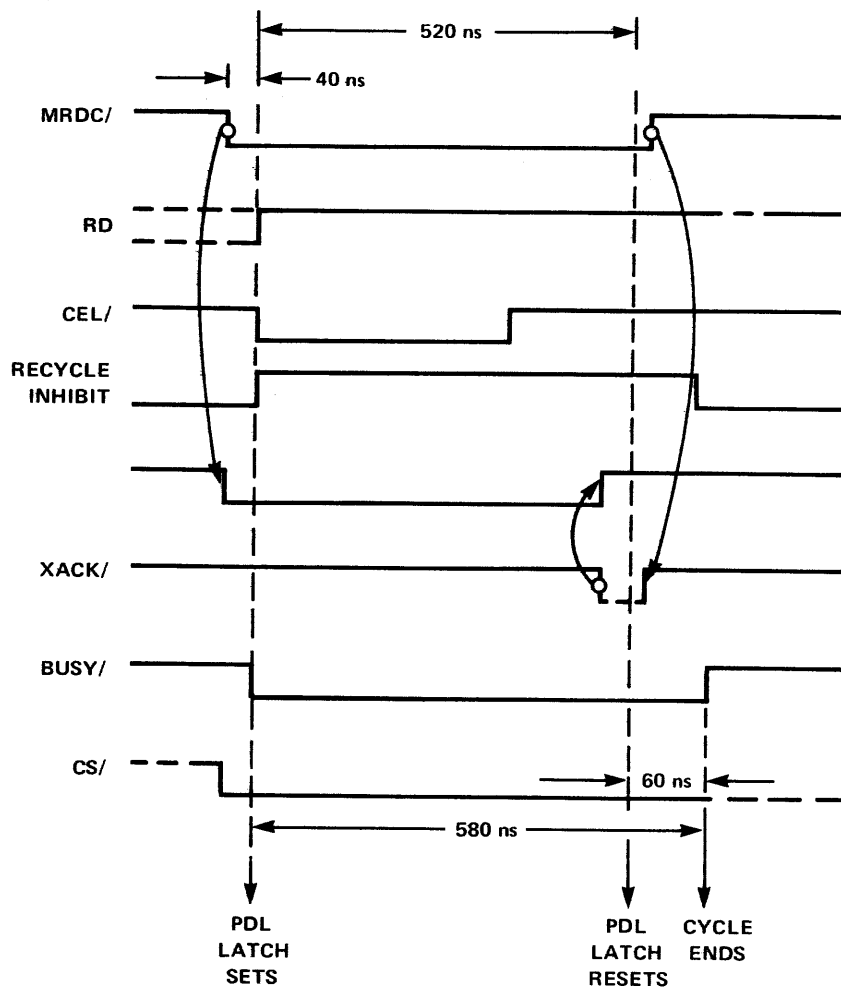 520 ns
40 ns
MRDC/
RD
CEL/
RECYCLE
INHIBIT
XACK/
BUSY/
CS/
60 ns
580 ns
PDL
LATCH
SETS
PDL
LATCH
RESETS
CYCLE
ENDS